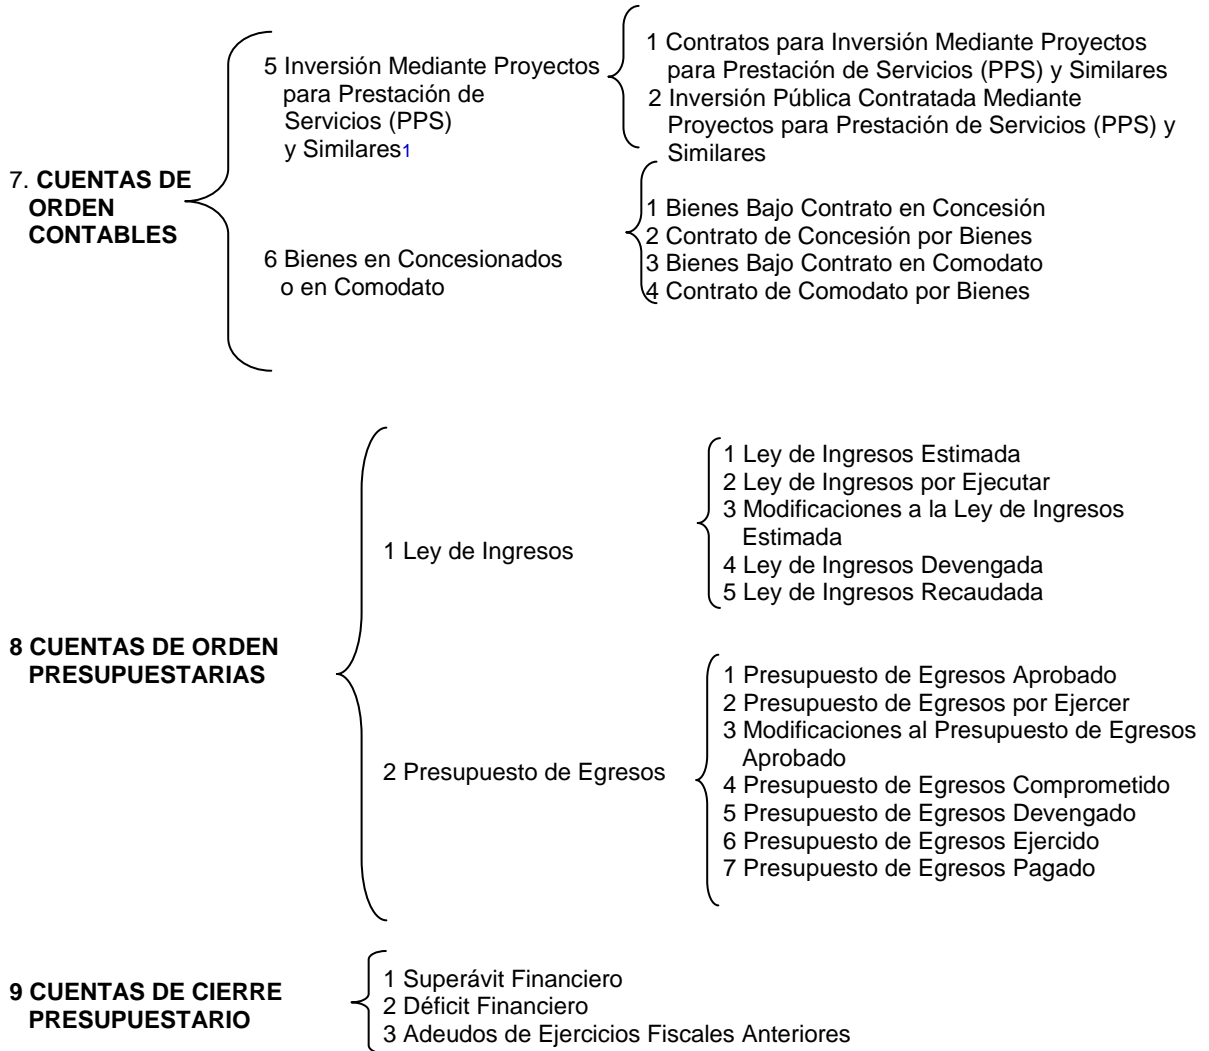 7. CUENTAS DE
ORDEN
CONTABLES
5 Inversión Mediante Proyectos
para Prestación de
Servicios (PPS)
y Similares1
1 Contratos para Inversión Mediante Proyectos
para Prestación de Servicios (PPS) y Similares
2 Inversión Pública Contratada Mediante
Proyectos para Prestación de Servicios (PPS) y
Similares
6 Bienes en Concesionados
o en Comodato
1 Bienes Bajo Contrato en Concesión
2 Contrato de Concesión por Bienes
3 Bienes Bajo Contrato en Comodato
4 Contrato de Comodato por Bienes
8 CUENTAS DE ORDEN
PRESUPUESTARIAS
1 Ley de Ingresos
1 Ley de Ingresos Estimada
2 Ley de Ingresos por Ejecutar
3 Modificaciones a la Ley de Ingresos
Estimada
4 Ley de Ingresos Devengada
5 Ley de Ingresos Recaudada
2 Presupuesto de Egresos
1 Presupuesto de Egresos Aprobado
2 Presupuesto de Egresos por Ejercer
3 Modificaciones al Presupuesto de Egresos
Aprobado
4 Presupuesto de Egresos Comprometido
5 Presupuesto de Egresos Devengado
6 Presupuesto de Egresos Ejercido
7 Presupuesto de Egresos Pagado
9 CUENTAS DE CIERRE
PRESUPUESTARIO
1 Superávit Financiero
2 Déficit Financiero
3 Adeudos de Ejercicios Fiscales Anteriores